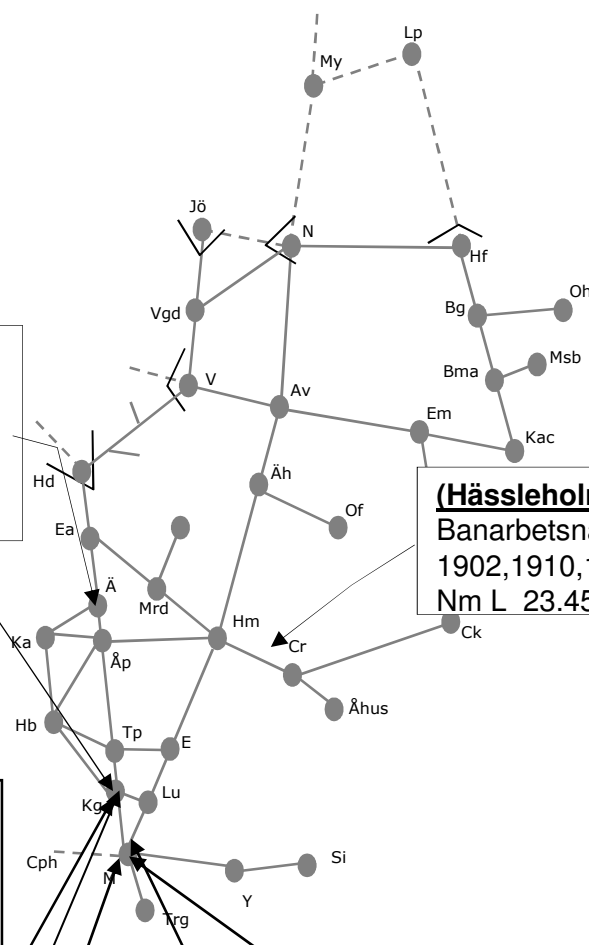 Lp
My
Jö
N
Hf
Vgd
Bg
Oh
Msb
Bma
V
Av
Em
Kac
Hd
Äh
(Hässleholm
Banarbetsna
1902,1910,1
Nm L 23.45
Of
Ea
Ä
Mrd
Hm
Ck
Ka
Åp
Cr
Åhus
Hb
Tp
E
Kg
Lu
Cph
M
Si
Y
Trg